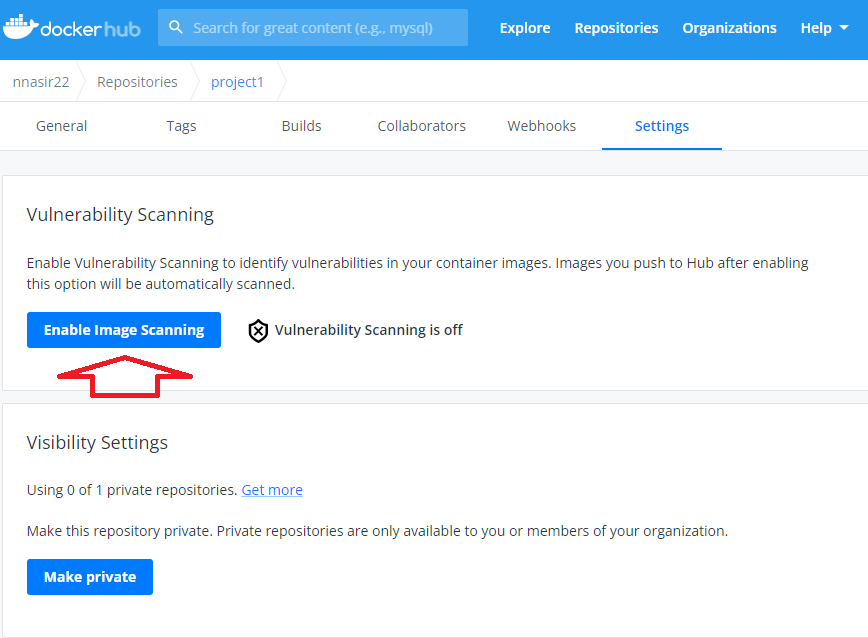 docker hub
Search for great content (e.g., mysql)
Explore
Repositories
Organizations
Help
nnasir22
Repositories
project1
General
Tags
Builds
Collaborators
Webhooks
Settings
Vulnerability Scanning
Enable Vulnerability Scanning to identify vulnerabilities in your container images. Images you push to Hub after enabling
this option will be automatically scanned.
Enable Image Scanning
Vulnerability Scanning is off
Visibility Settings
Using 0 of 1 private repositories. Get more
Make this repository private. Private repositories are only available to you or members of your organization.
Make private